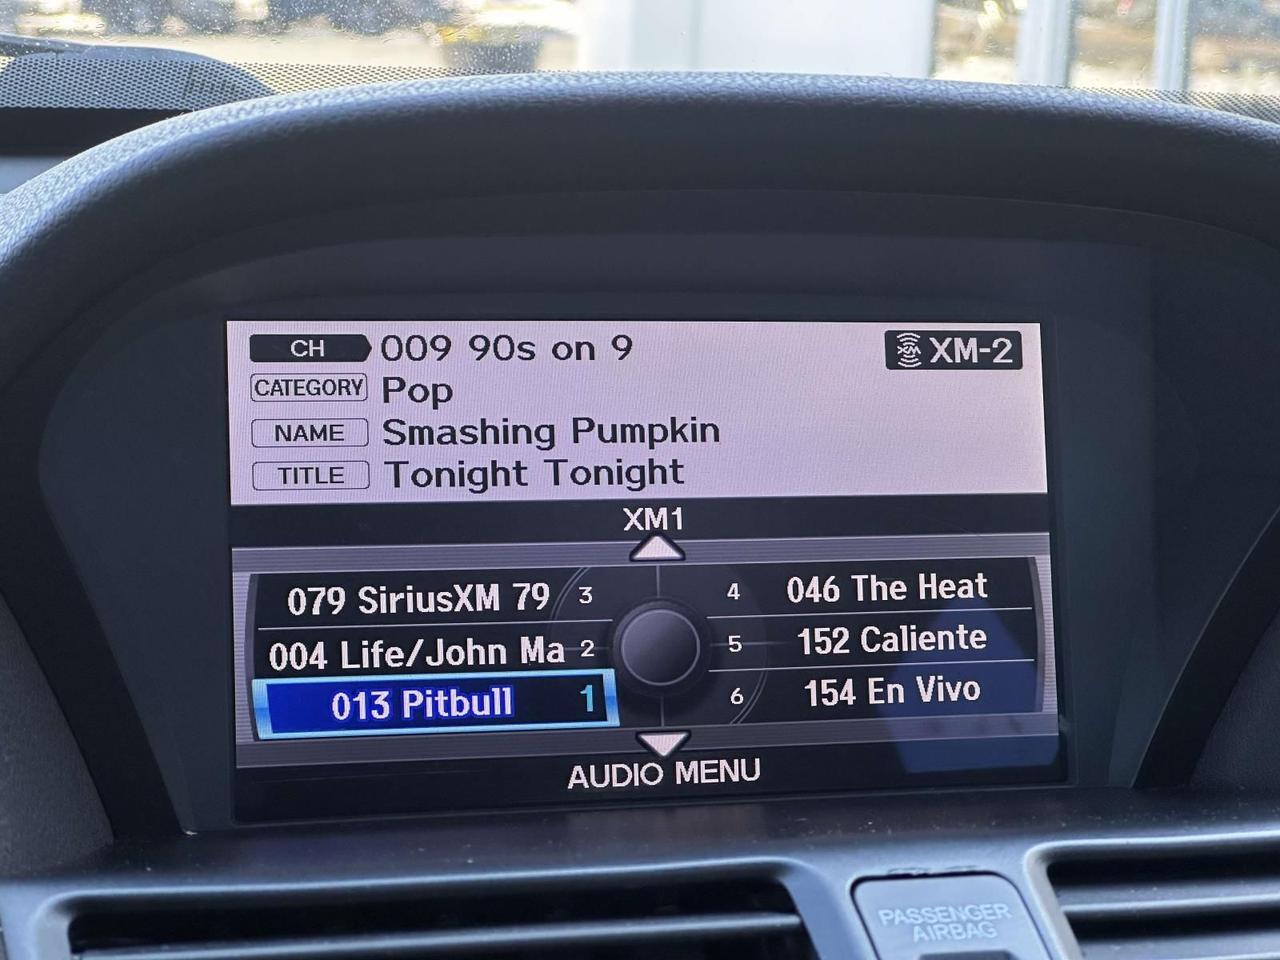 CH 009 90s on 9 XM-2
CATEGORY Pop
NAME Smashing Pumpkin
TITLE Tonight Tonight
XM1
079 SiriusXM 79 3
4 046 The Heat
004 Life/John Ma 2
5 152 Caliente
013 Pitbull 1
6 154 En Vivo
AUDIO MENU
PASSENGER
AIRBAG